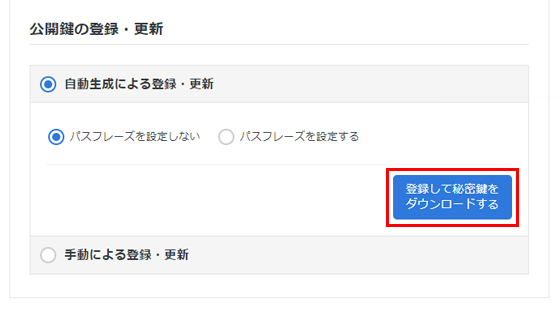 公開鍵の登録・更新
自動生成による登録・更新
パスフレーズを設定しない パスフレーズを設定する
登録して秘密鍵を
ダウンロードする
手動による登録・更新